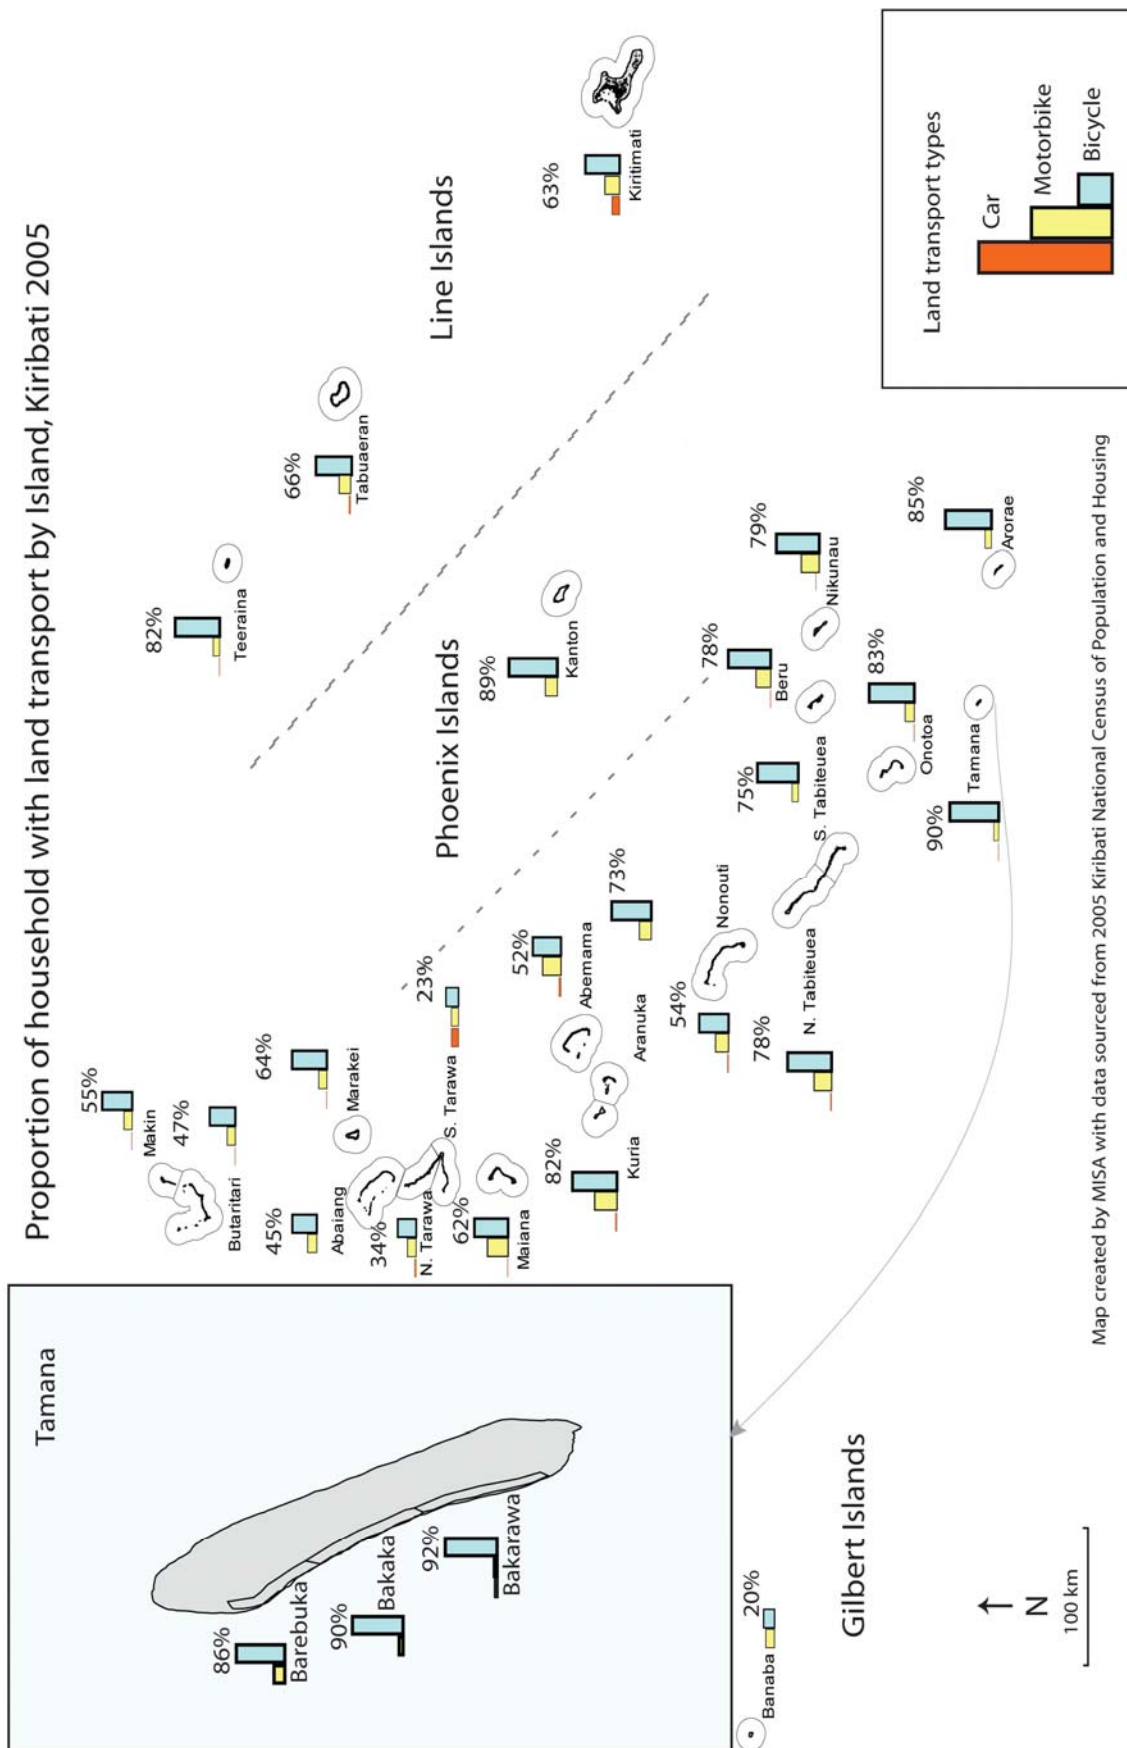 Proportion of household with land transport by Island, Kiribati 2005
Tamana
86%
Barebuka
90%
Bakaka
92%
Bakarawa
55%
Makin
47%
Butaritari
64%
Marakei
45%
Abaiang
34%
N. Tarawa
23%
S. Tarawa
62%
Maiana
82%
Kuria
52%
Abemama
73%
Aranuka
54%
Nonouti
78%
N. Tabiteuea
75%
S. Tabiteuea
78%
Beru
79%
Nikunau
83%
Onotoa
90%
Tamana
85%
Arorae
20%
Banaba
Gilbert Islands
Phoenix Islands
89%
Kanton
Line Islands
82%
Teeraina
66%
Tabuaeran
63%
Kiritimati
N
100 km
Land transport types
Car
Motorbike
Bicycle
Map created by MISA with data sourced from 2005 Kiribati National Census of Population and Housing